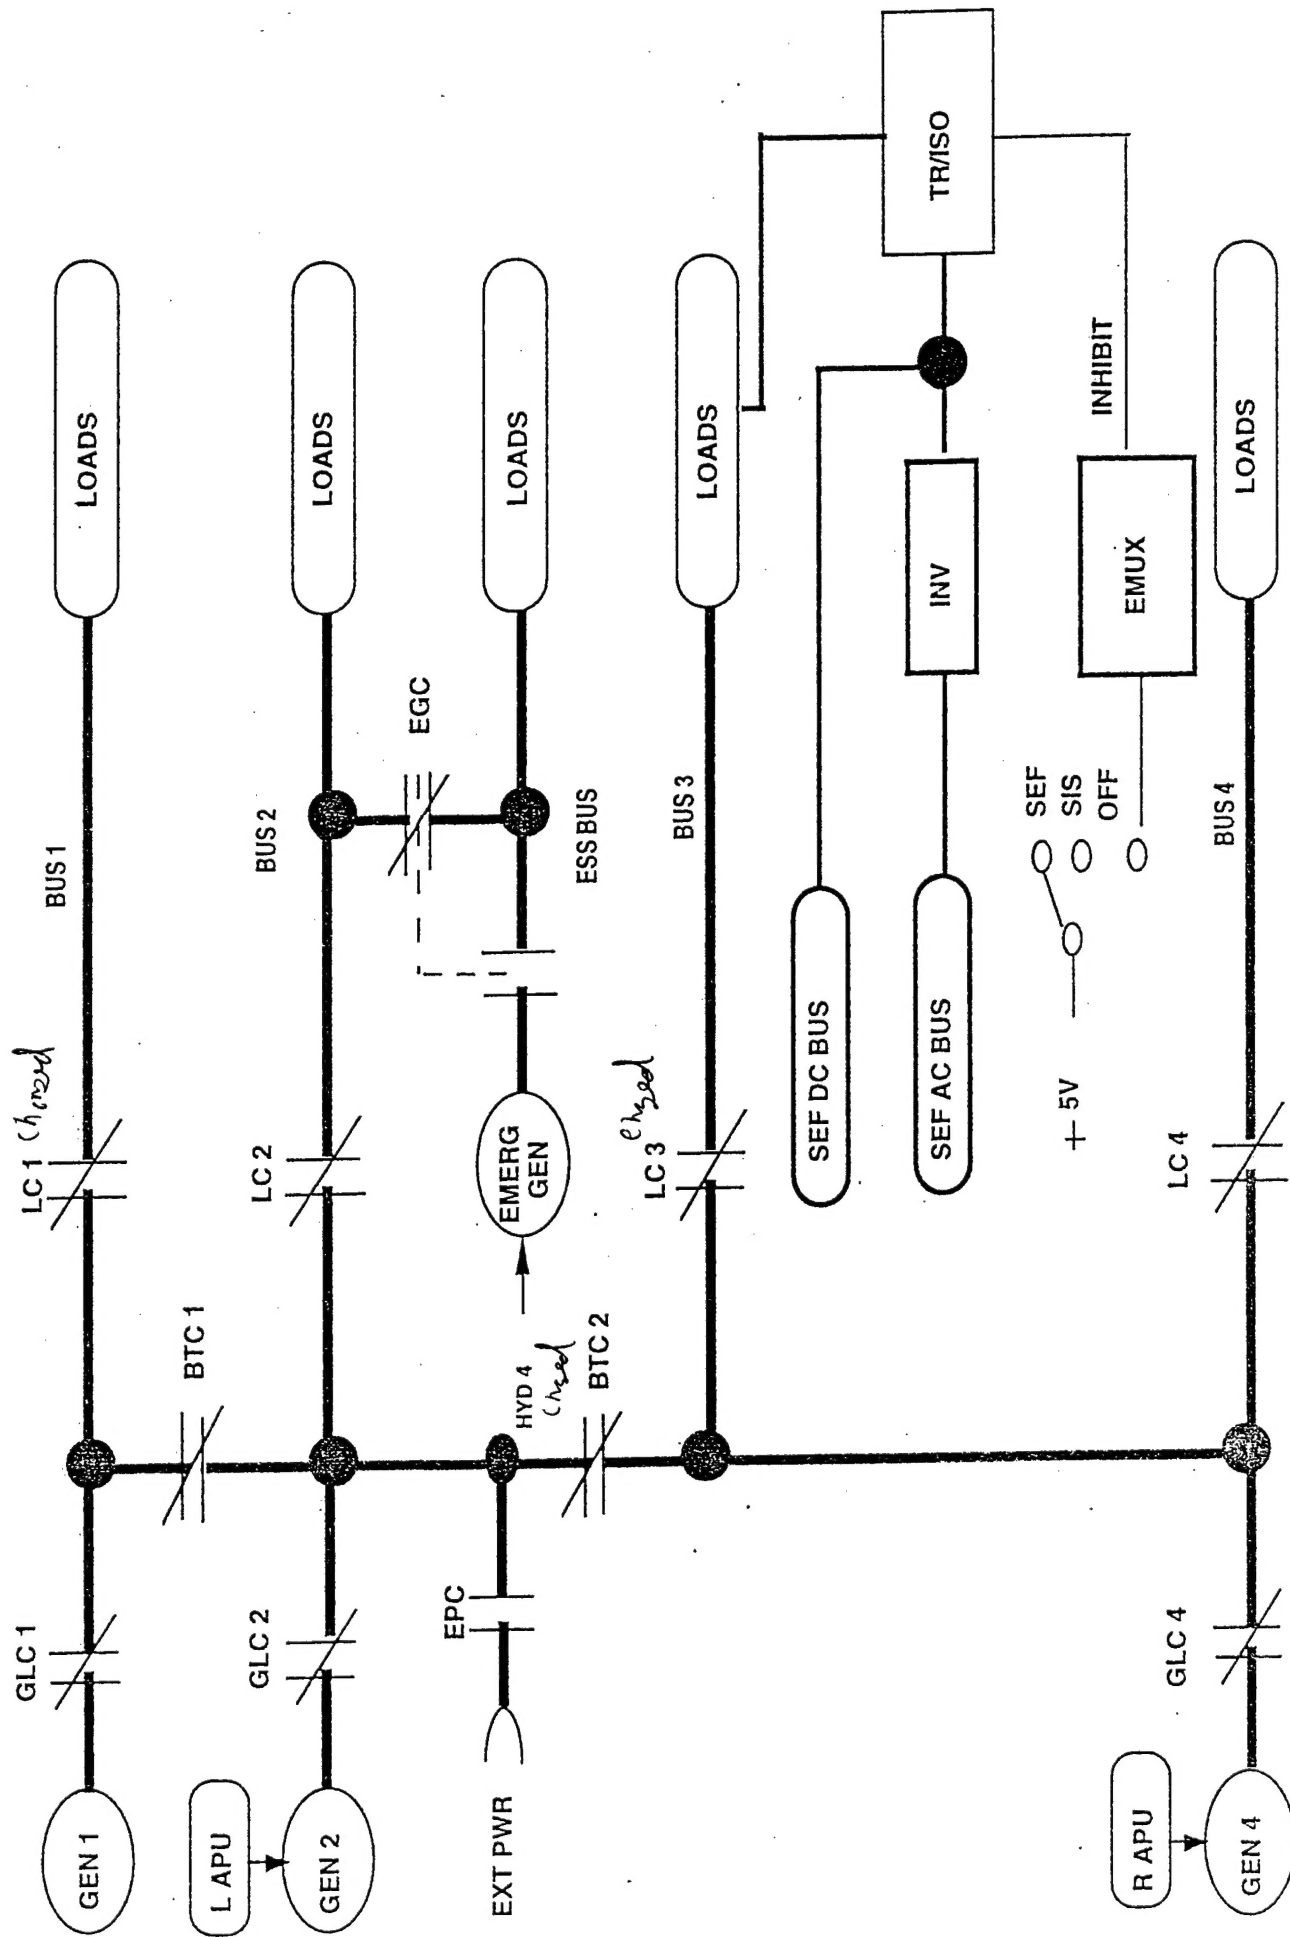 GEN 1
GLC 1
LC 1 Closed
BUS 1
LOADS
BTC 1
L APU
GEN 2
GLC 2
LC 2
BUS 2
LOADS
EGC
EMERG
GEN
HYD 4
Closed
ESS BUS
LOADS
EXT PWR
EPC
BTC 2
LC 3 Closed
BUS 3
LOADS
TR/ISO
SEF DC BUS
SEF AC BUS
INV
+ 5V
SEF
SIS
OFF
EMUX
INHIBIT
R APU
GEN 4
GLC 4
LC 4
BUS 4
LOADS